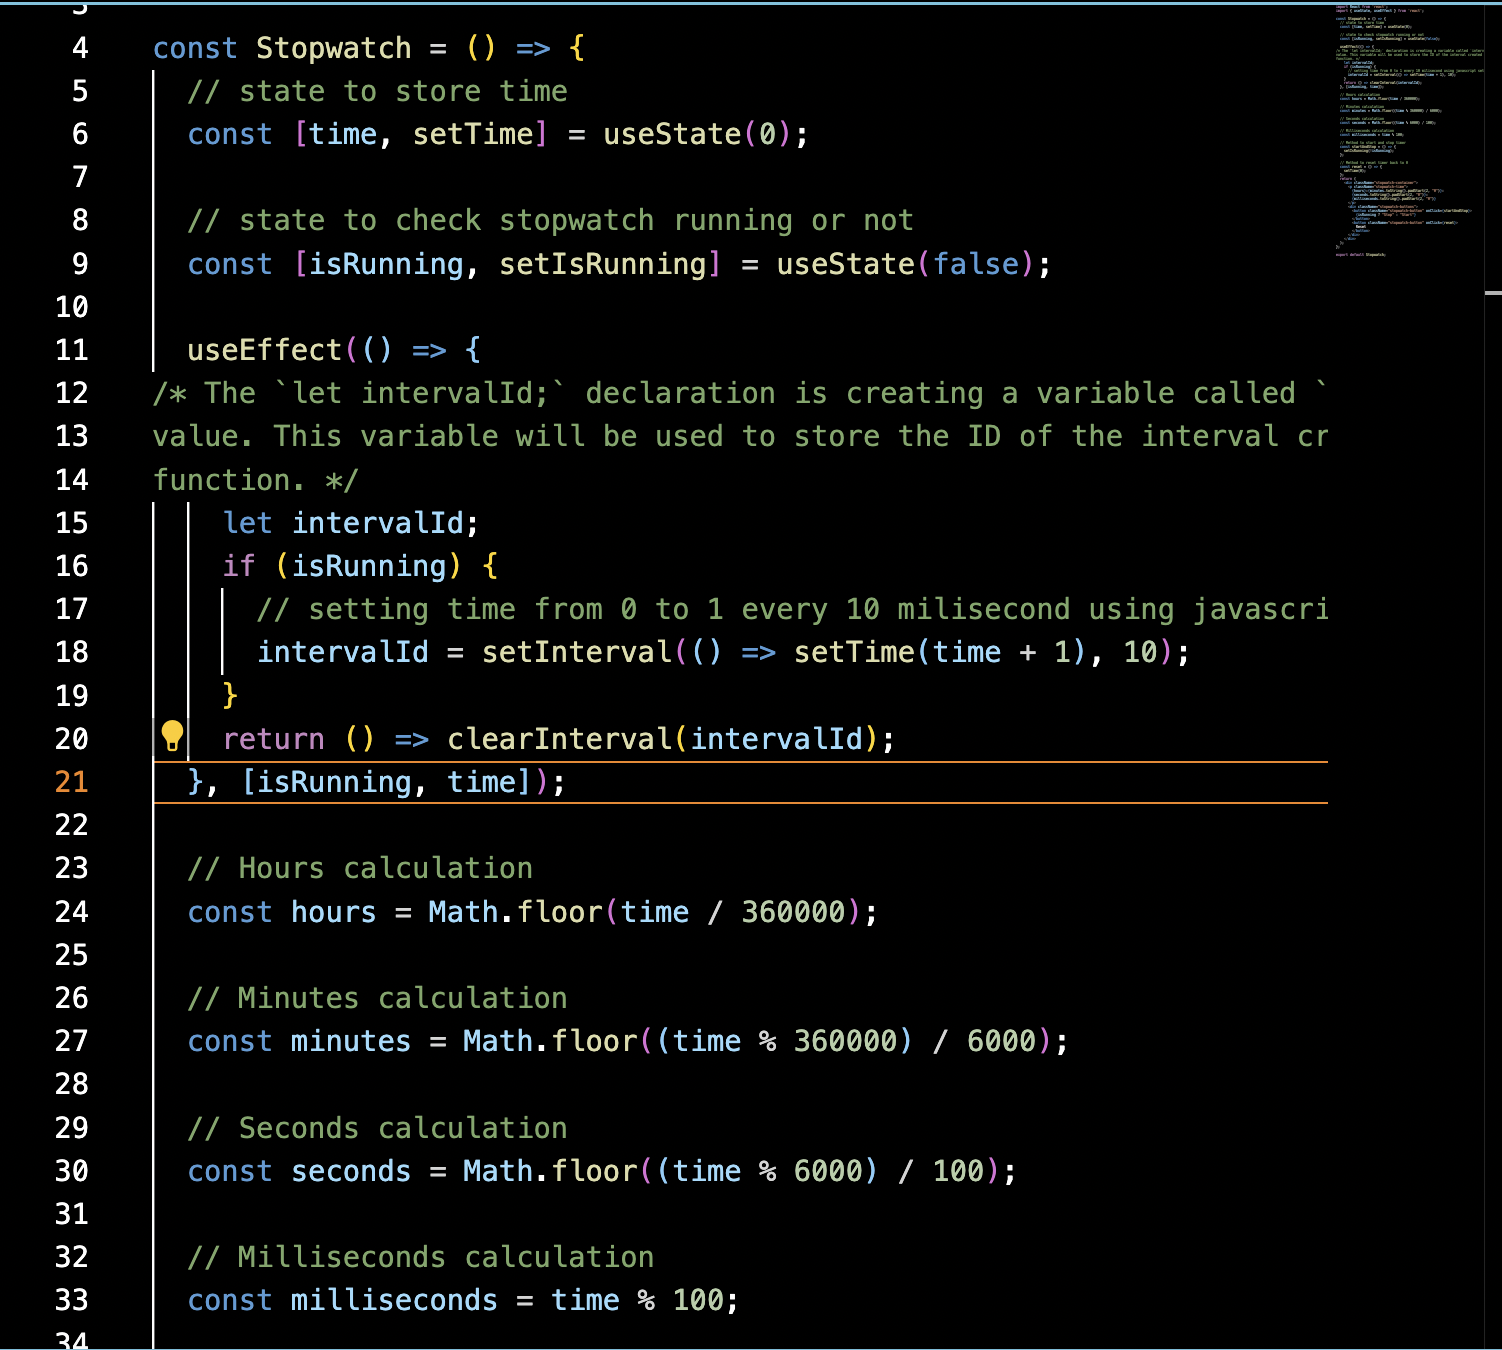 4 const Stopwatch = () => {
5 // state to store time
6 const [time, setTime] = useState(0);
7
8 // state to check stopwatch running or not
9 const [isRunning, setIsRunning] = useState(false);
10
11 useEffect(() => {
12 /* The `let intervalId;` declaration is creating a variable called `
13 value. This variable will be used to store the ID of the interval cr
14 function. */
15 let intervalId;
16 if (isRunning) {
17 // setting time from 0 to 1 every 10 milisecond using javascri
18 intervalId = setInterval(() => setTime(time + 1), 10);
19 }
20 return () => clearInterval(intervalId);
21 }, [isRunning, time]);
22
23 // Hours calculation
24 const hours = Math.floor(time / 360000);
25
26 // Minutes calculation
27 const minutes = Math.floor((time % 360000) / 6000);
28
29 // Seconds calculation
30 const seconds = Math.floor((time % 6000) / 100);
31
32 // Milliseconds calculation
33 const milliseconds = time % 100;
34